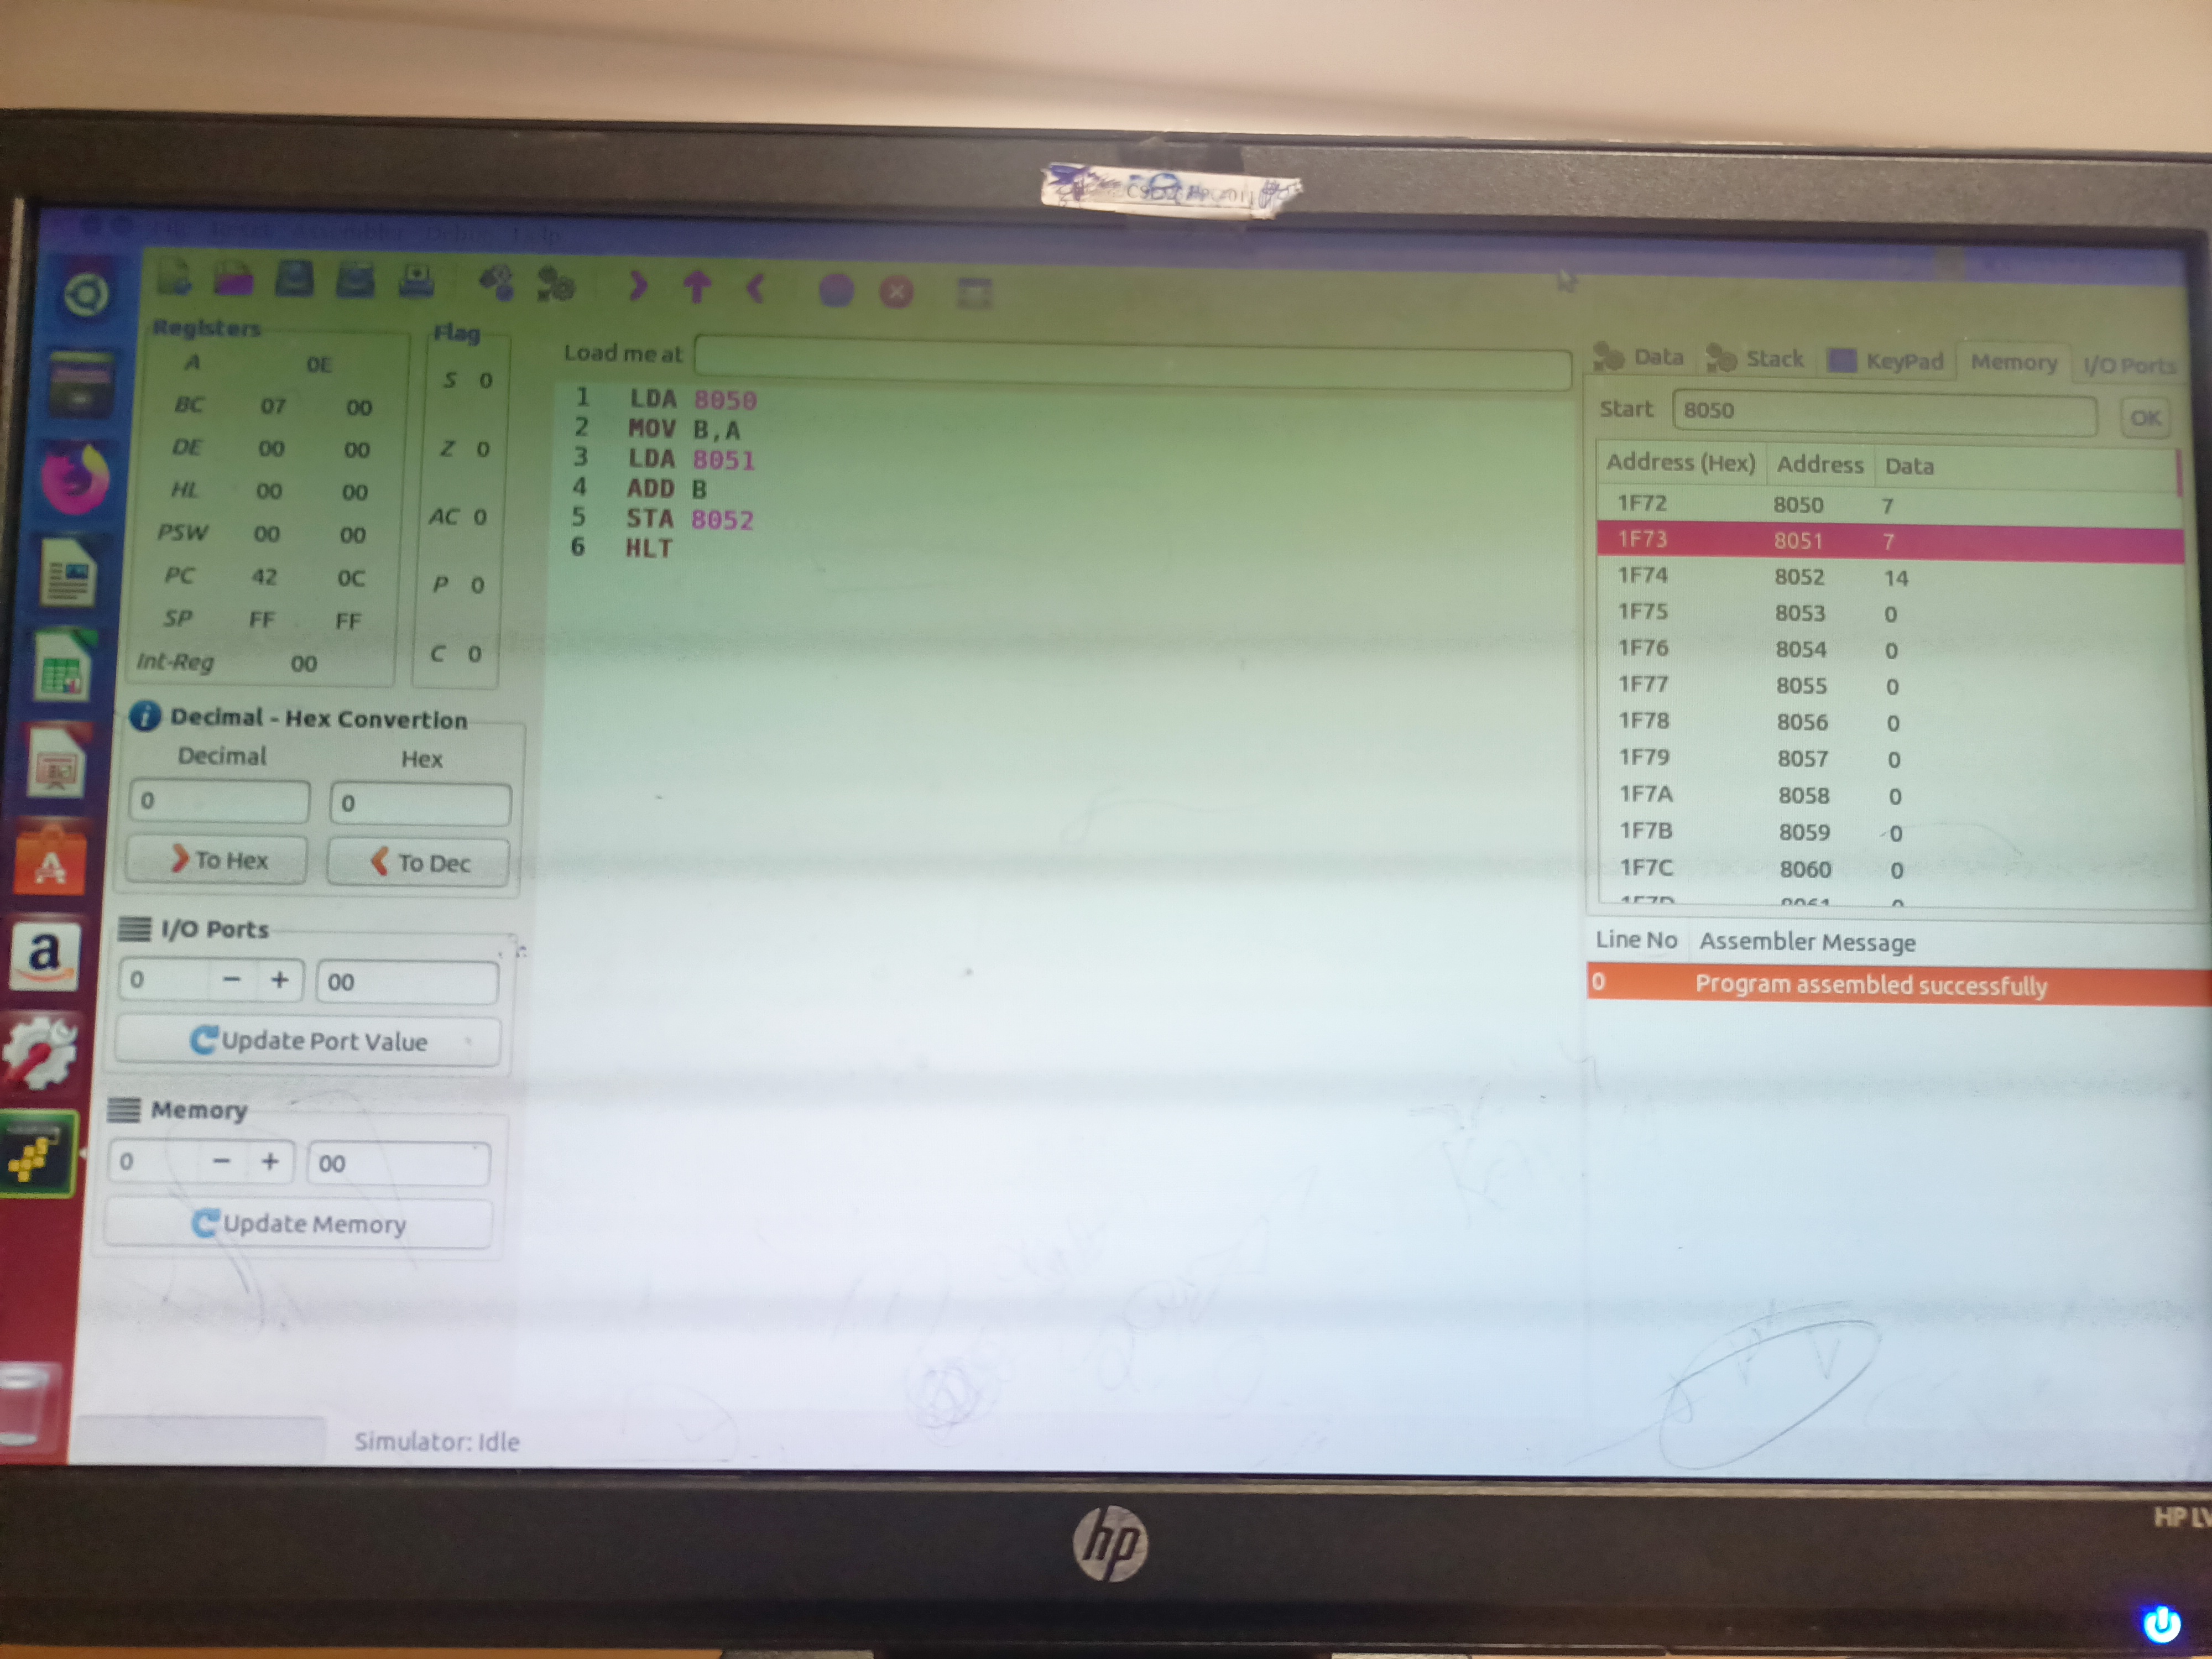 Registers
A 0E
BC 07 00
DE 00 00
HL 00 00
PSW 00 00
PC 42 0C
SP FF FF
Int-Reg 00
Flag
S 0
Z 0
AC 0
P 0
C 0
Decimal - Hex Convertion
Decimal Hex
0 0
To Hex To Dec
I/O Ports
0 − + 00
Update Port Value
Memory
0 − + 00
Update Memory
Simulator: Idle
Load me at
1 LDA 8050
2 MOV B,A
3 LDA 8051
4 ADD B
5 STA 8052
6 HLT
Data Stack KeyPad Memory I/O Ports
Start 8050 OK
Address (Hex) Address Data
1F72 8050 7
1F73 8051 7
1F74 8052 14
1F75 8053 0
1F76 8054 0
1F77 8055 0
1F78 8056 0
1F79 8057 0
1F7A 8058 0
1F7B 8059 0
1F7C 8060 0
1F7D 8061 0
Line No Assembler Message
0 Program assembled successfully
hp
HP LV